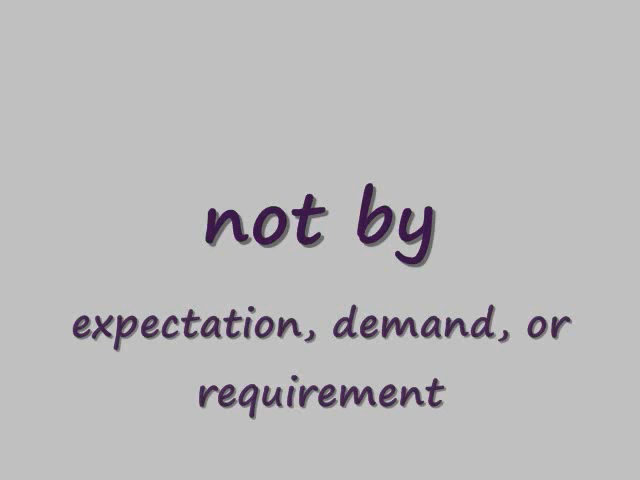 not by
expectation, demand, or
requirement